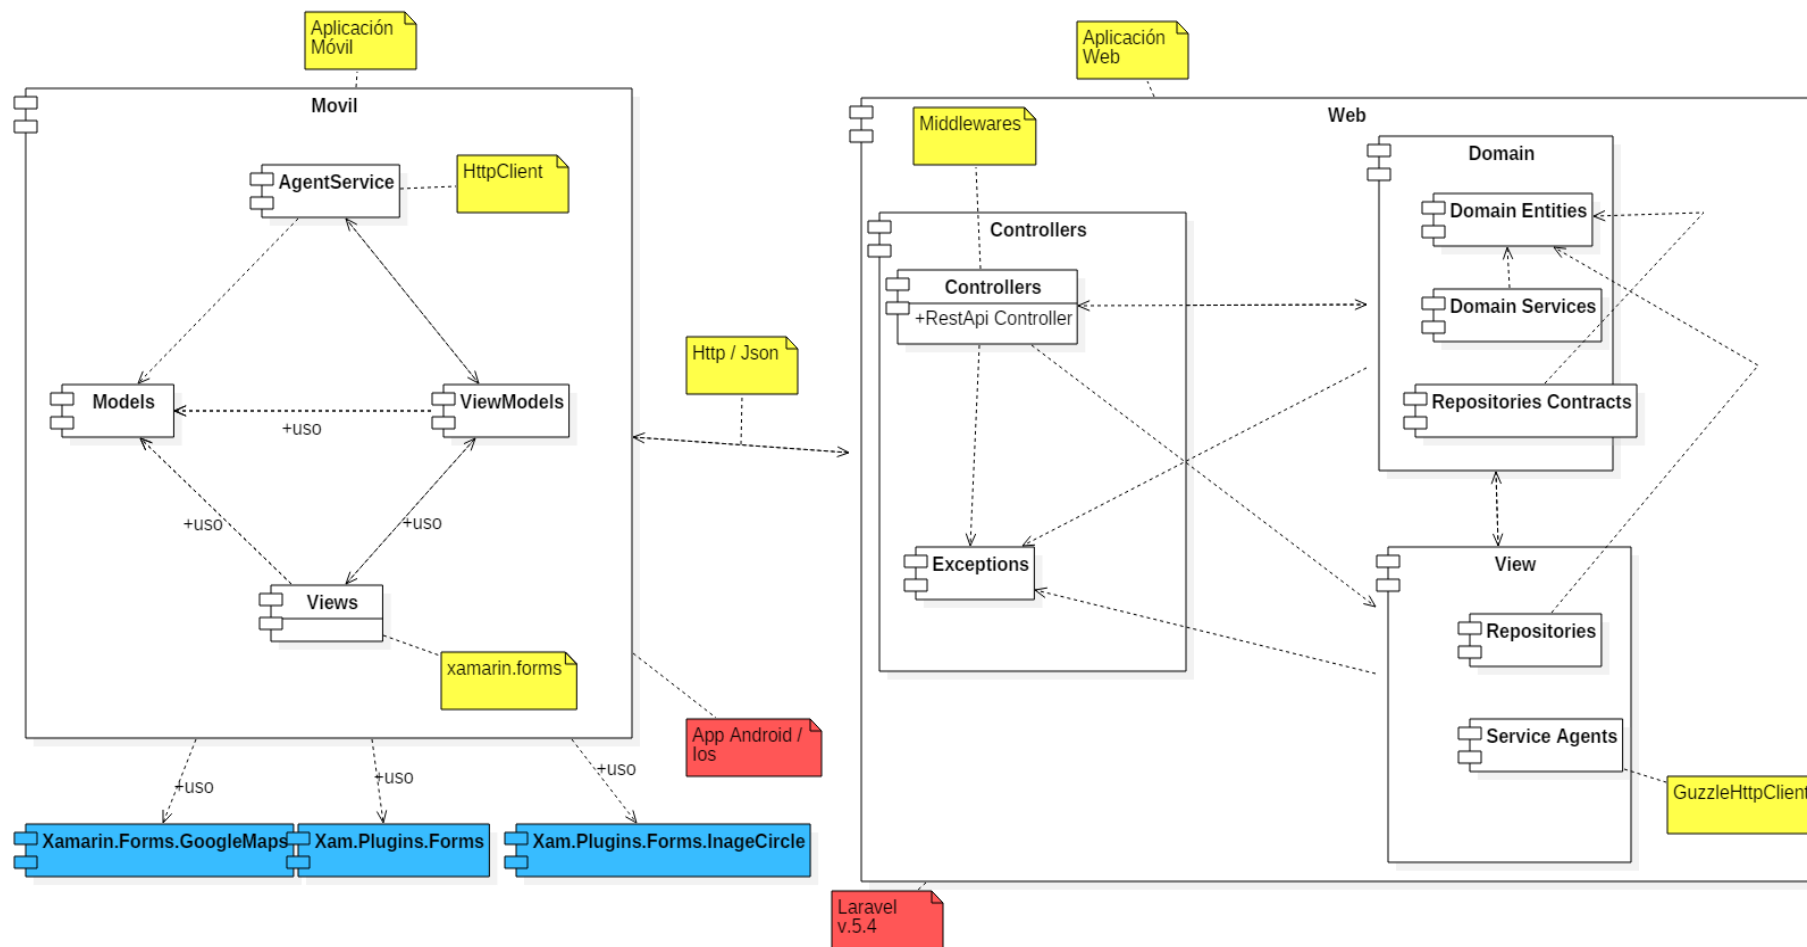 Aplicación
Móvil
Aplicación
Web
Movil
Web
Middlewares
Domain
HttpClient
AgentService
Domain Entities
Controllers
Controllers
+RestApi Controller
Domain Services
Http / Json
Models
ViewModels
+uso
Repositories Contracts
+uso
+uso
Exceptions
View
Views
Repositories
xamarin.forms
App Android /
Ios
Service Agents
+uso
+uso
+uso
GuzzleHttpClient
Xamarin.Forms.GoogleMaps
Xam.Plugins.Forms
Xam.Plugins.Forms.InageCircle
Laravel
v.5.4